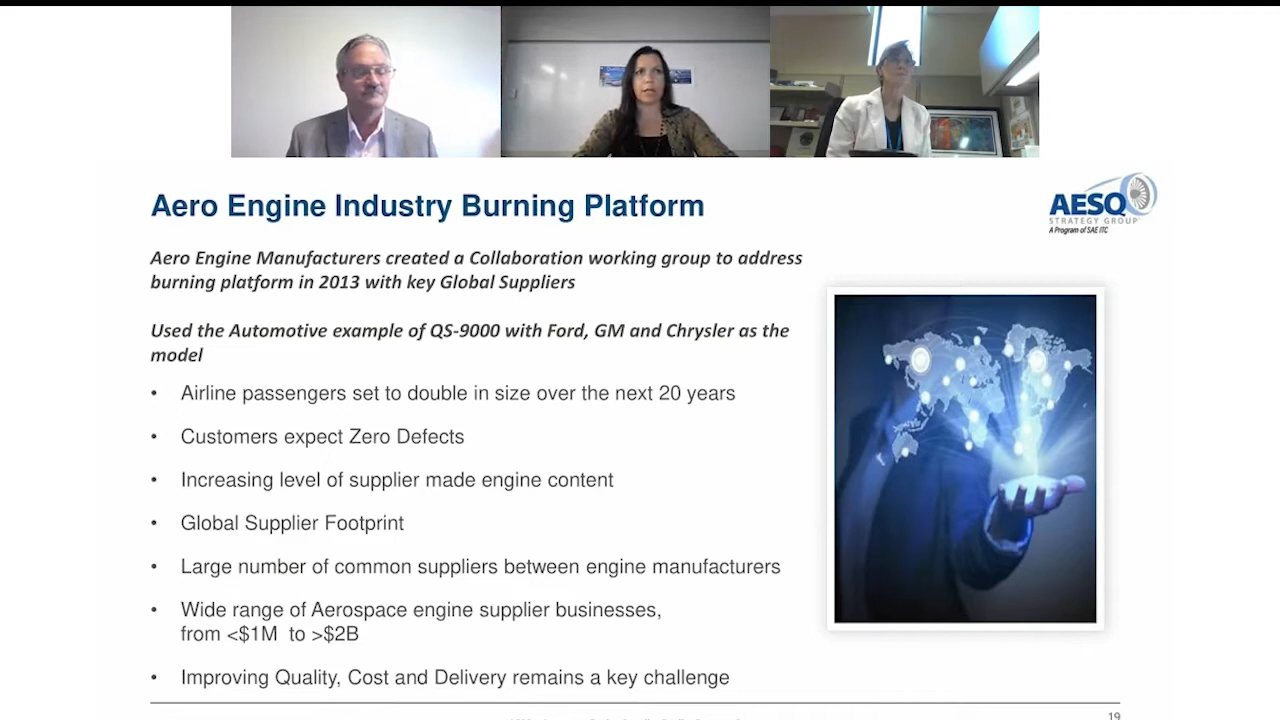 Aero Engine Industry Burning Platform
AESQ
STRATEGY GROUP
A Program of SAE ITC
Aero Engine Manufacturers created a Collaboration working group to address
burning platform in 2013 with key Global Suppliers
Used the Automotive example of QS-9000 with Ford, GM and Chrysler as the
model
• Airline passengers set to double in size over the next 20 years
• Customers expect Zero Defects
• Increasing level of supplier made engine content
• Global Supplier Footprint
• Large number of common suppliers between engine manufacturers
• Wide range of Aerospace engine supplier businesses,
from <$1M to >$2B
• Improving Quality, Cost and Delivery remains a key challenge
19